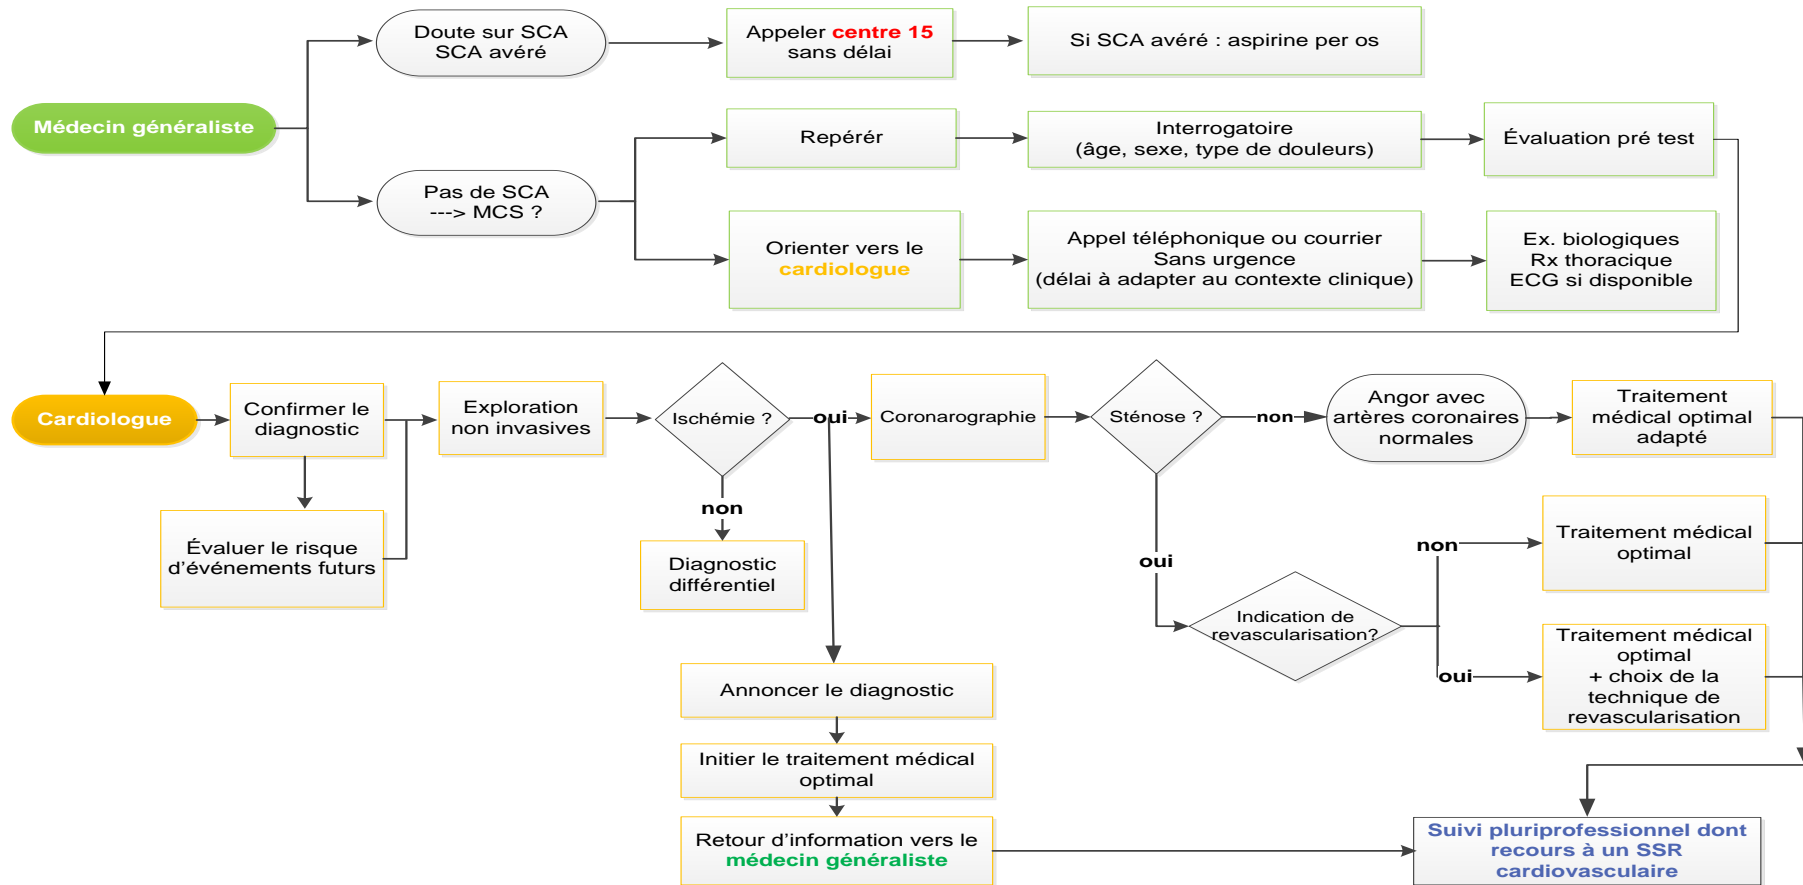 Doute sur SCA
SCA avéré
Appeler centre 15
sans délai
Si SCA avéré : aspirine per os
Médecin généraliste
Repérér
Interrogatoire
(âge, sexe, type de douleurs)
Évaluation pré test
Pas de SCA
---> MCS ?
Orienter vers le
cardiologue
Appel téléphonique ou courrier
Sans urgence
(délai à adapter au contexte clinique)
Ex. biologiques
Rx thoracique
ECG si disponible
Cardiologue
Confirmer le
diagnostic
Exploration
non invasives
Ischémie ?
oui
Coronarographie
Sténose ?
non
Angor avec
artères coronaires
normales
Traitement
médical optimal
adapté
non
Évaluer le risque
d’événements futurs
Diagnostic
différentiel
oui
non
Traitement médical
optimal
Indication de
revascularisation?
oui
Traitement médical
optimal
+ choix de la
technique de
revascularisation
Annoncer le diagnostic
Initier le traitement médical
optimal
Retour d’information vers le
médecin généraliste
Suivi pluriprofessionnel dont
recours à un SSR
cardiovasculaire